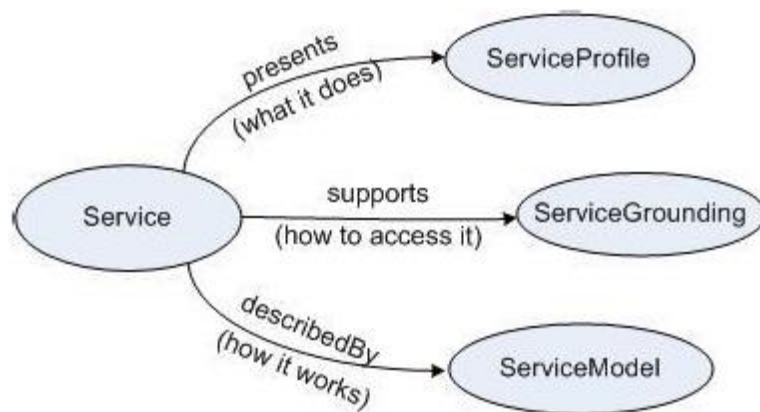 presents
(what it does)
ServiceProfile
Service
supports
(how to access it)
ServiceGrounding
describedBy
(how it works)
ServiceModel